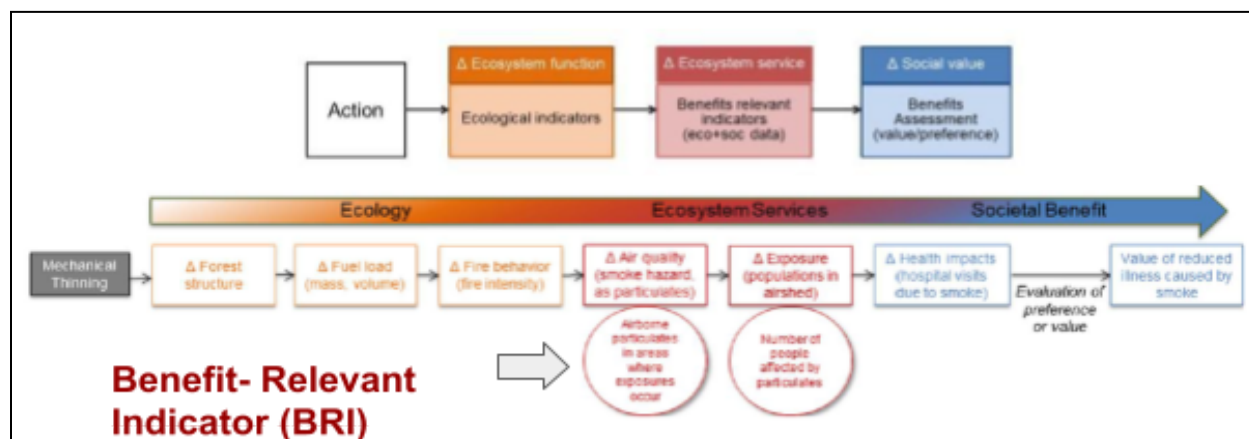 Δ Ecosystem function
Δ Ecosystem service
Δ Social value
Action
Ecological indicators
Benefits relevant
indicators
(eco+soc data)
Benefits
Assessment
(value/preference)
Ecology
Ecosystem Services
Societal Benefit
Mechanical
Thinning
Δ Forest
structure
Δ Fuel load
(mass, volume)
Δ Fire behavior
(fire intensity)
Δ Air quality
(smoke hazard,
as particulates)
Δ Exposure
(populations in
airshed)
Δ Health impacts
(hospital visits
due to smoke)
Evaluation of
preference
or value
Value of reduced
illness caused by
smoke
Airborne
particulates
in areas
where
exposures
occur
Number of
people
affected by
particulates
Benefit- Relevant
Indicator (BRI)